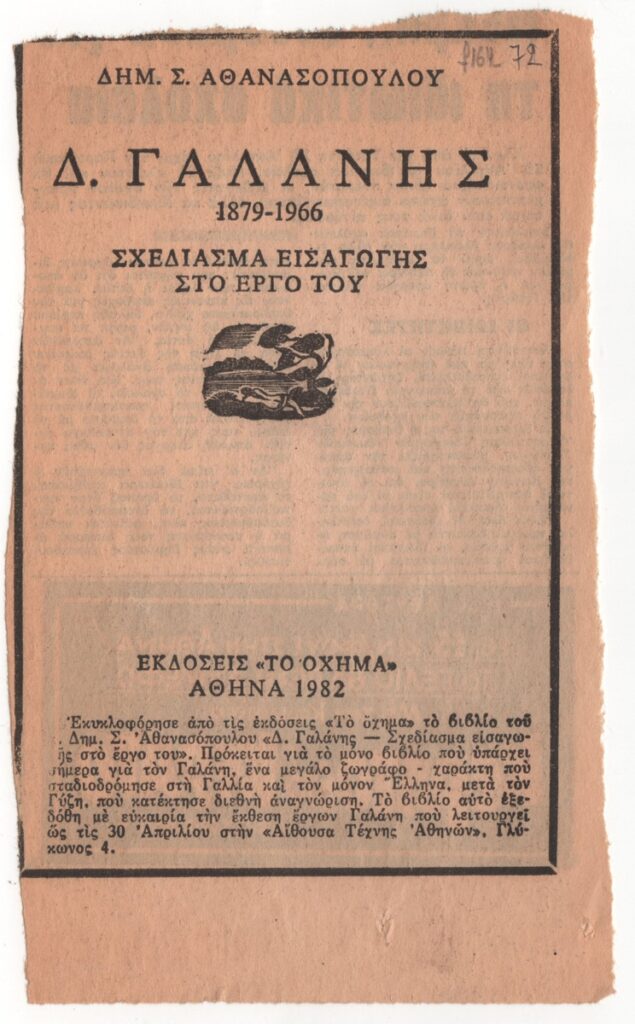 f164 72
ΔΗΜ. Σ. ΑΘΑΝΑΣΟΠΟΥΛΟΥ
Δ. ΓΑΛΑΝΗΣ
1879-1966
ΣΧΕΔΙΑΣΜΑ ΕΙΣΑΓΩΓΗΣ
ΣΤΟ ΕΡΓΟ ΤΟΥ
ΕΚΔΟΣΕΙΣ «ΤΟ ΟΧΗΜΑ»
ΑΘΗΝΑ 1982
Ἐκυκλοφόρησε ἀπὸ τὶς ἐκδόσεις «Τὸ ὄχημα» τὸ βιβλίο τοῦ
. Δημ. Σ. Ἀθανασόπουλου «Δ. Γαλάνης — Σχεδίασμα εἰσαγω-
ῆς στὸ ἔργο του». Πρόκειται γιὰ τὸ μόνο βιβλίο ποὺ ὑπάρχει
σήμερα γιὰ τὸν Γαλάνη, ἕνα μεγάλο ζωγράφο - χαράκτη ποὺ
σταδιοδρόμησε στὴ Γαλλία καὶ τὸν μόνον Ἕλληνα, μετὰ τὸν
Γύζη, ποὺ κατέκτησε διεθνῆ ἀναγνώριση. Τὸ βιβλίο αὐτὸ ἐξε-
δόθη μὲ εὐκαιρία τὴν ἔκθεση ἔργων Γαλάνη ποὺ λειτουργεῖ
ὡς τὶς 30 Ἀπριλίου στὴν «Αἴθουσα Τέχνης Ἀθηνῶν», Γλύ-
κωνος 4.